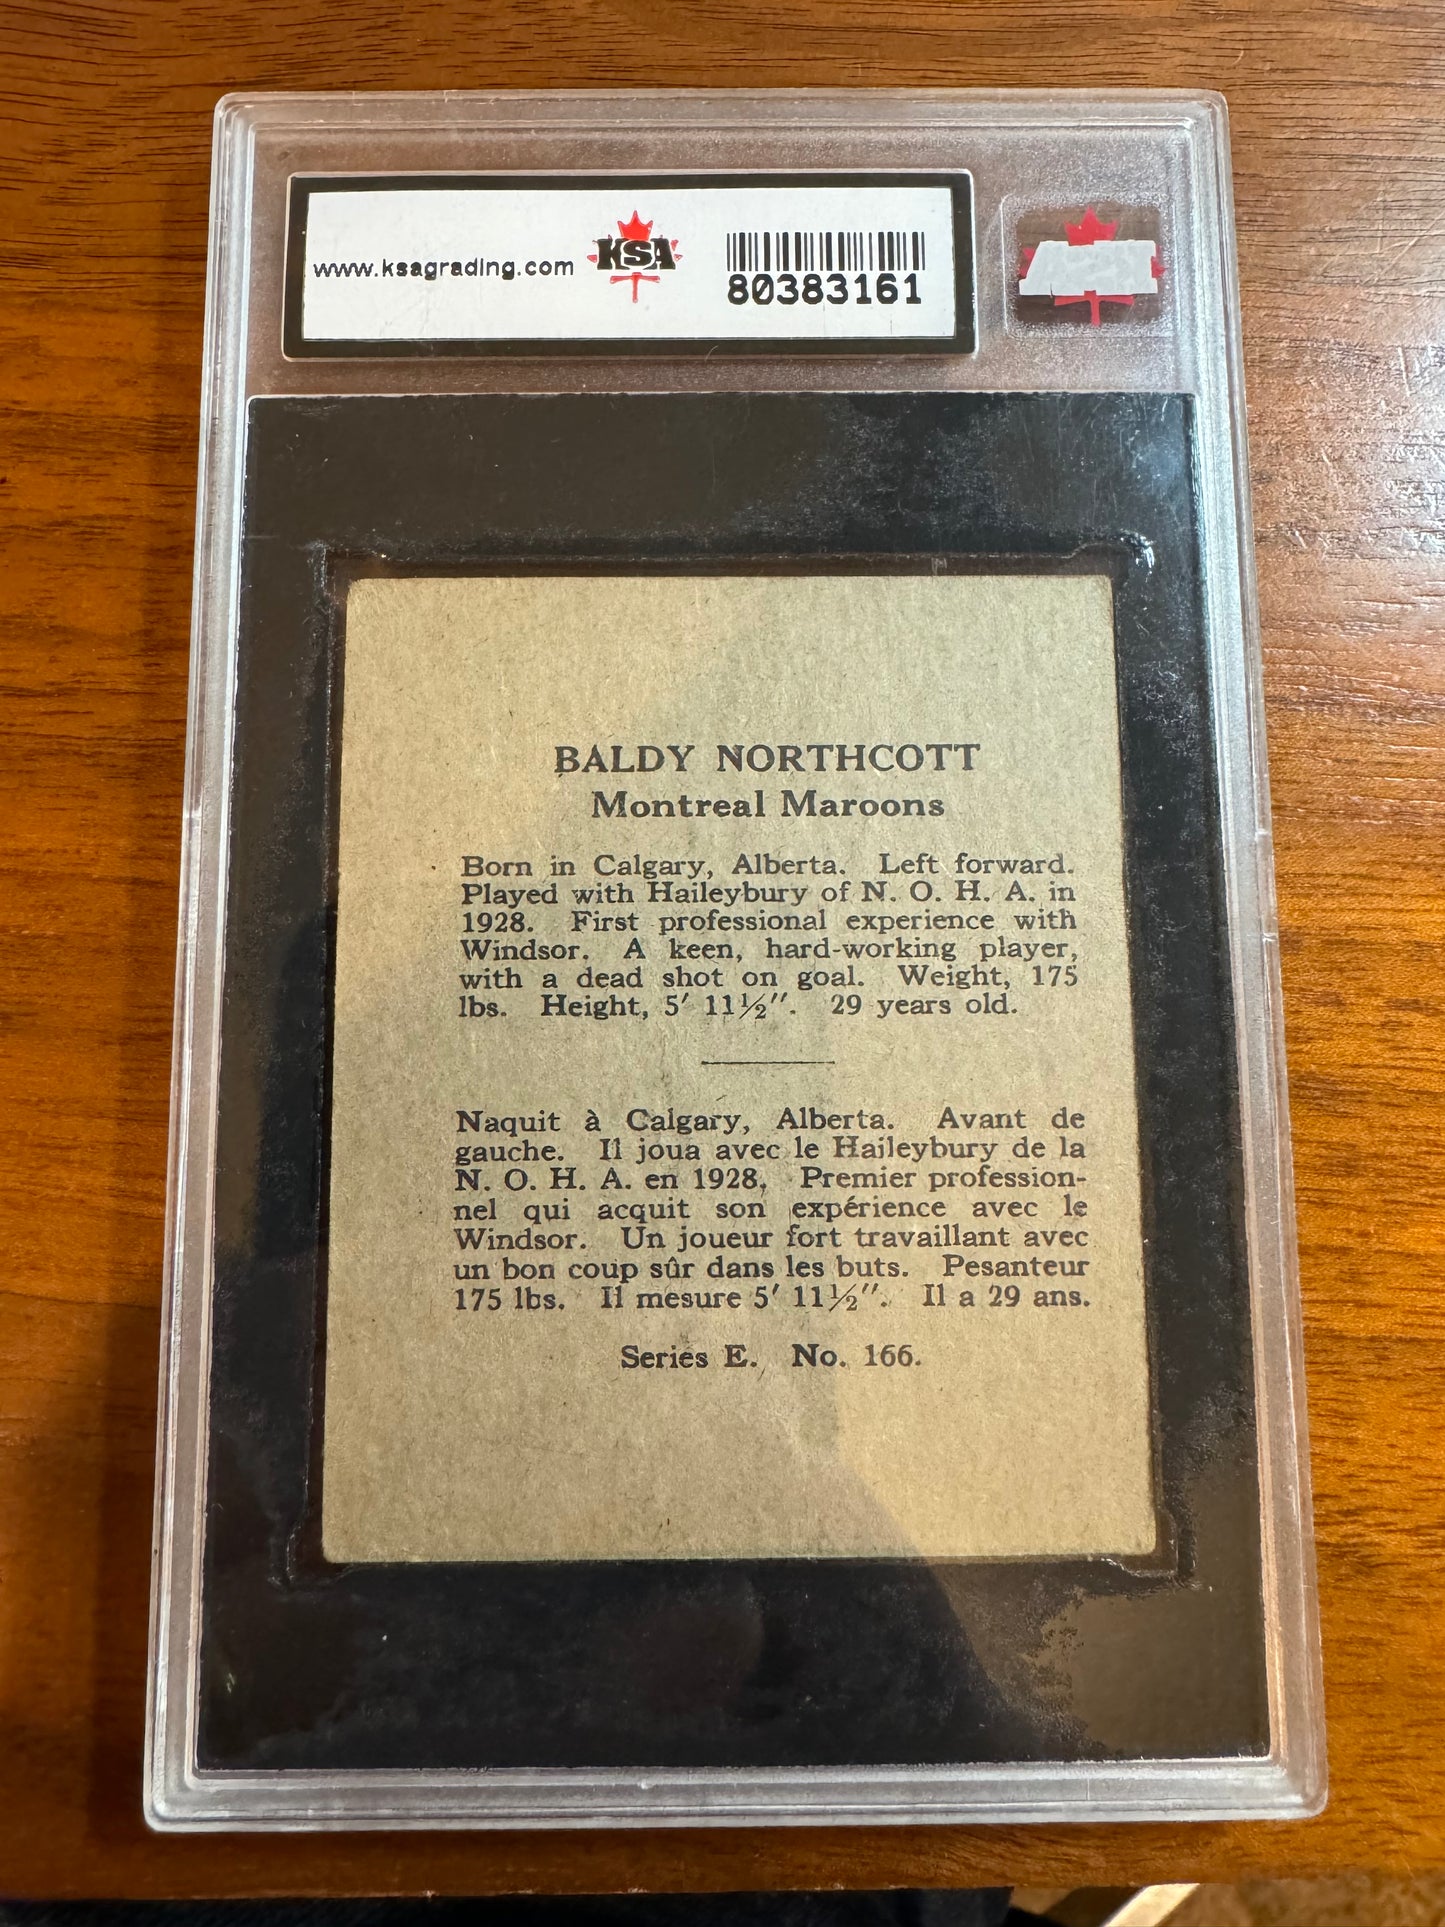 www.ksagrading.com
KSA
80383161
BALDY NORTHCOTT
Montreal Maroons
Born in Calgary, Alberta. Left forward.
Played with Haileybury of N. O. H. A. in
1928. First professional experience with
Windsor. A keen, hard-working player,
with a dead shot on goal. Weight, 175
lbs. Height, 5′ 11½″. 29 years old.
Naquit à Calgary, Alberta. Avant de
gauche. Il joua avec le Haileybury de la
N. O. H. A. en 1928. Premier profession-
nel qui acquit son expérience avec le
Windsor. Un joueur fort travaillant avec
un bon coup sûr dans les buts. Pesanteur
175 lbs. Il mesure 5′ 11½″. Il a 29 ans.
Series E. No. 166.